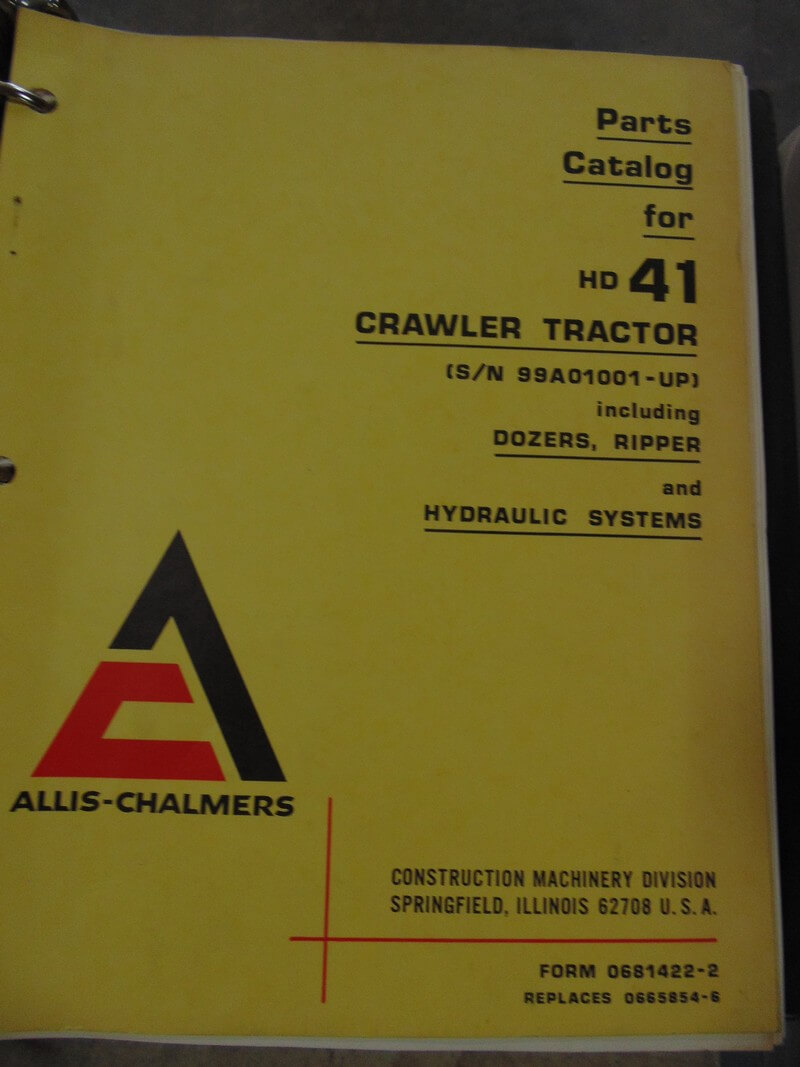 Parts
Catalog
for
HD 41
CRAWLER TRACTOR
(S/N 99A01001-UP)
including
DOZERS, RIPPER
and
HYDRAULIC SYSTEMS
ALLIS-CHALMERS
CONSTRUCTION MACHINERY DIVISION
SPRINGFIELD, ILLINOIS 62708 U.S.A.
FORM 0681422-2
REPLACES 0665854-6